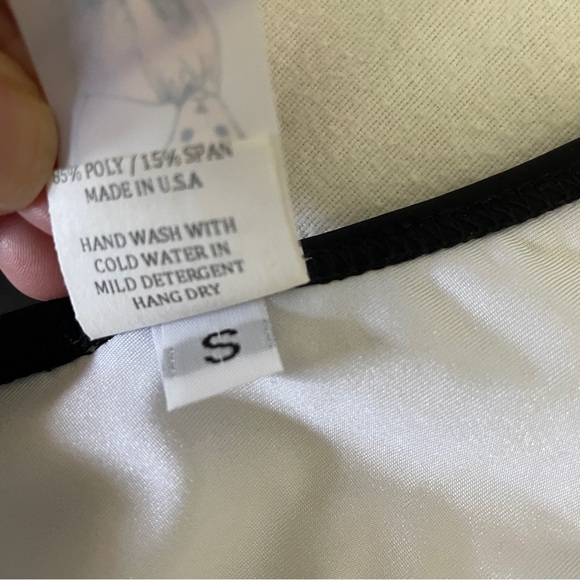 85% POLY / 15% SPAN
MADE IN U.S.A
HAND WASH WITH
COLD WATER IN
MILD DETERGENT
HANG DRY
S